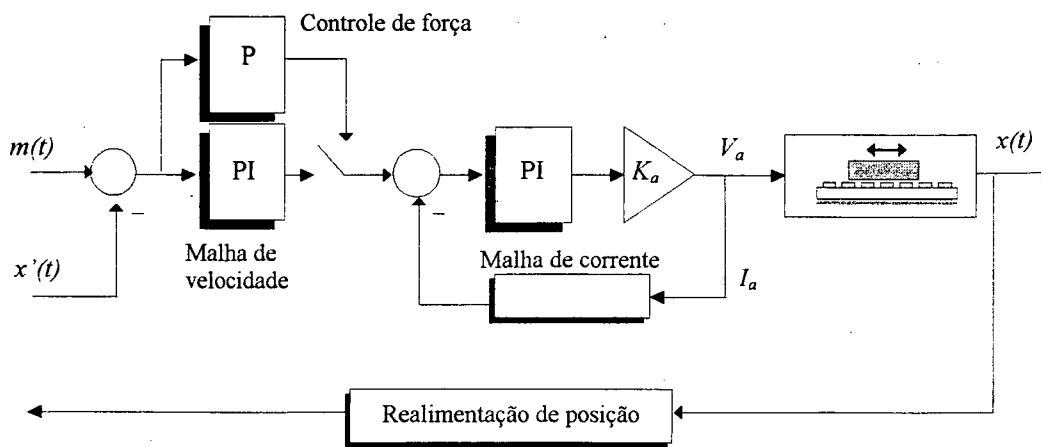 Controle de força
P
m(t)
PI
PI
K_a
V_a
x(t)
x'(t)
Malha de
velocidade
Malha de corrente
I_a
Realimentação de posição